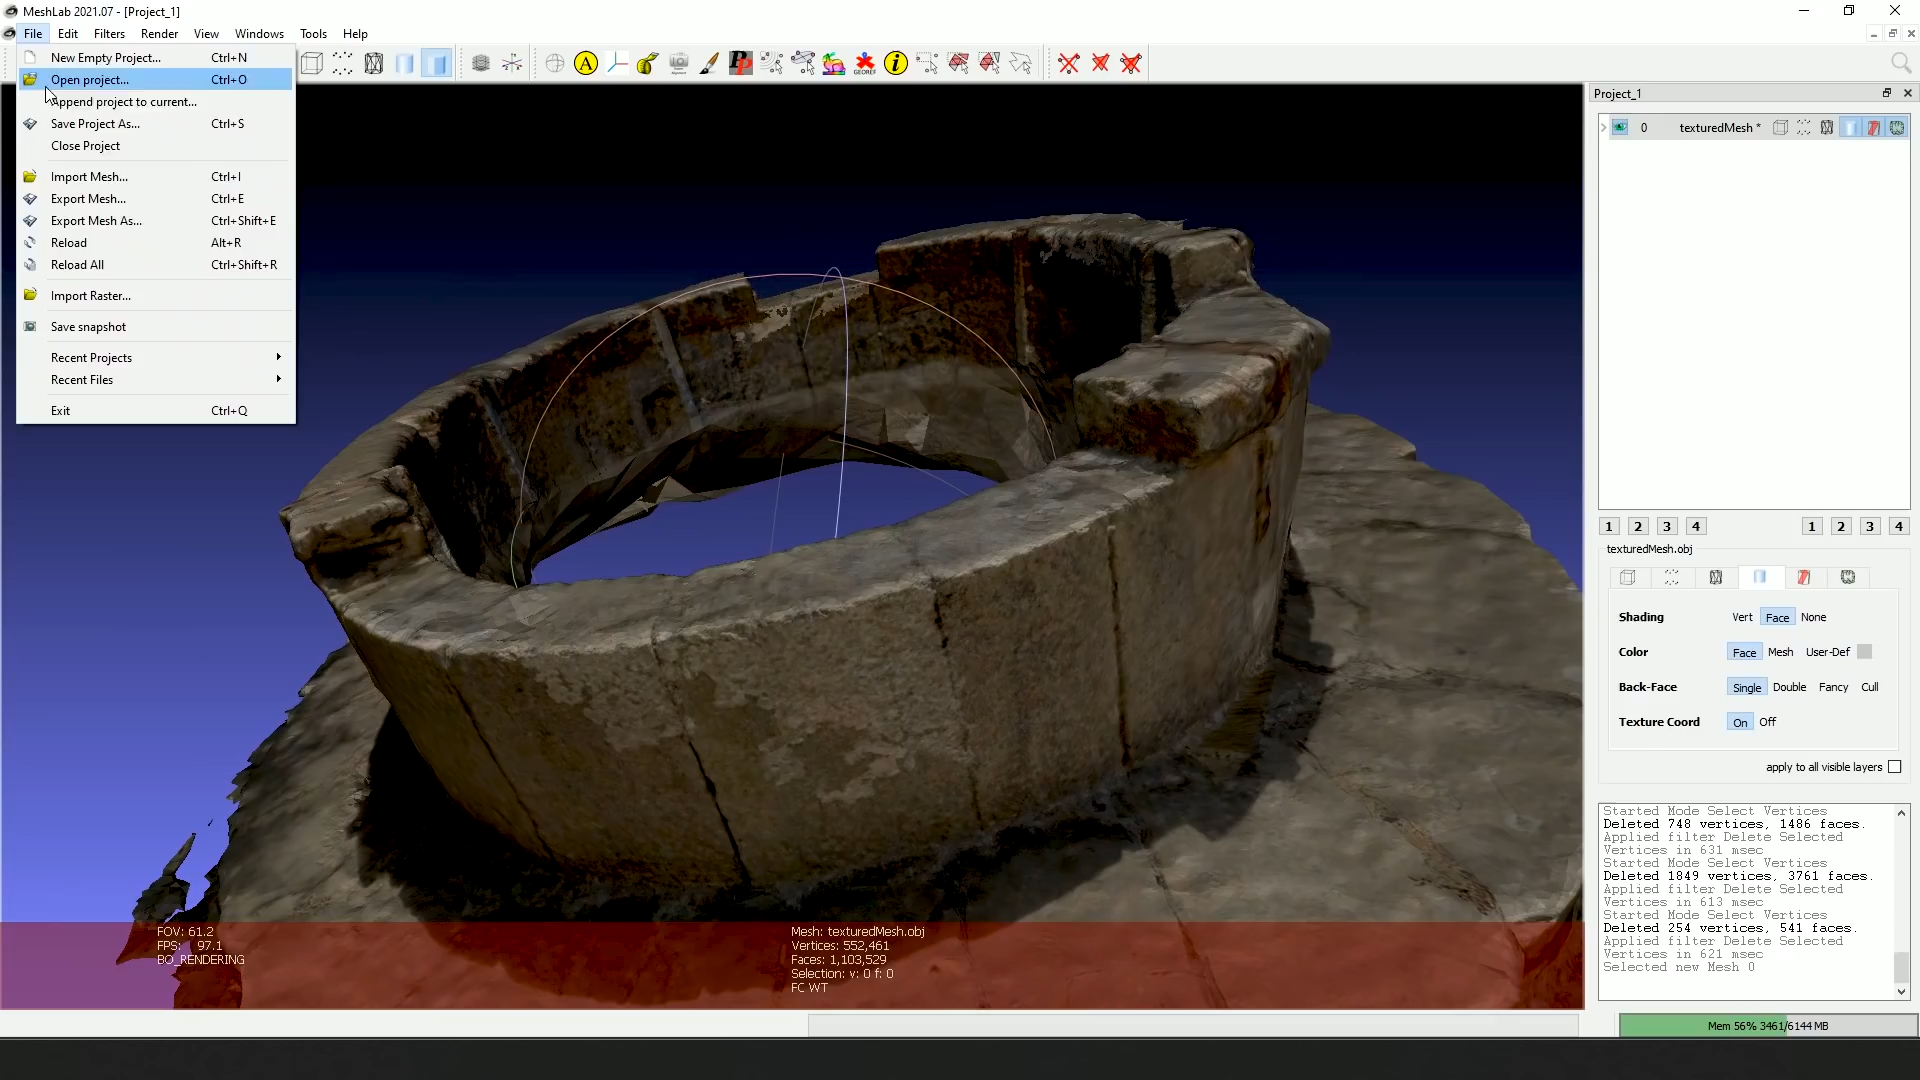 MeshLab 2021.07 - [Project_1]
File Edit Filters Render View Windows Tools Help
New Empty Project... Ctrl+N
Open project... Ctrl+O
Append project to current...
Save Project As... Ctrl+S
Close Project
Import Mesh... Ctrl+I
Export Mesh... Ctrl+E
Export Mesh As... Ctrl+Shift+E
Reload Alt+R
Reload All Ctrl+Shift+R
Import Raster...
Save snapshot
Recent Projects
Recent Files
Exit Ctrl+Q
A
PP
GEOREF
i
Project_1
0 texturedMesh *
1 2 3 4 1 2 3 4
texturedMesh.obj
Shading Vert Face None
Color Face Mesh User-Def
Back-Face Single Double Fancy Cull
Texture Coord On Off
apply to all visible layers
Started Mode Select Vertices
Deleted 748 vertices, 1486 faces.
Applied filter Delete Selected
Vertices in 631 msec
Started Mode Select Vertices
Deleted 1849 vertices, 3761 faces.
Applied filter Delete Selected
Vertices in 613 msec
Started Mode Select Vertices
Deleted 254 vertices, 541 faces.
Applied filter Delete Selected
Vertices in 621 msec
Selected new Mesh 0
FOV: 61.2
FPS: 97.1
BO_RENDERING
Mesh: texturedMesh.obj
Vertices: 552,461
Faces: 1,103,529
Selection: v: 0 f: 0
FC WT
Mem 56% 3461/6144 MB